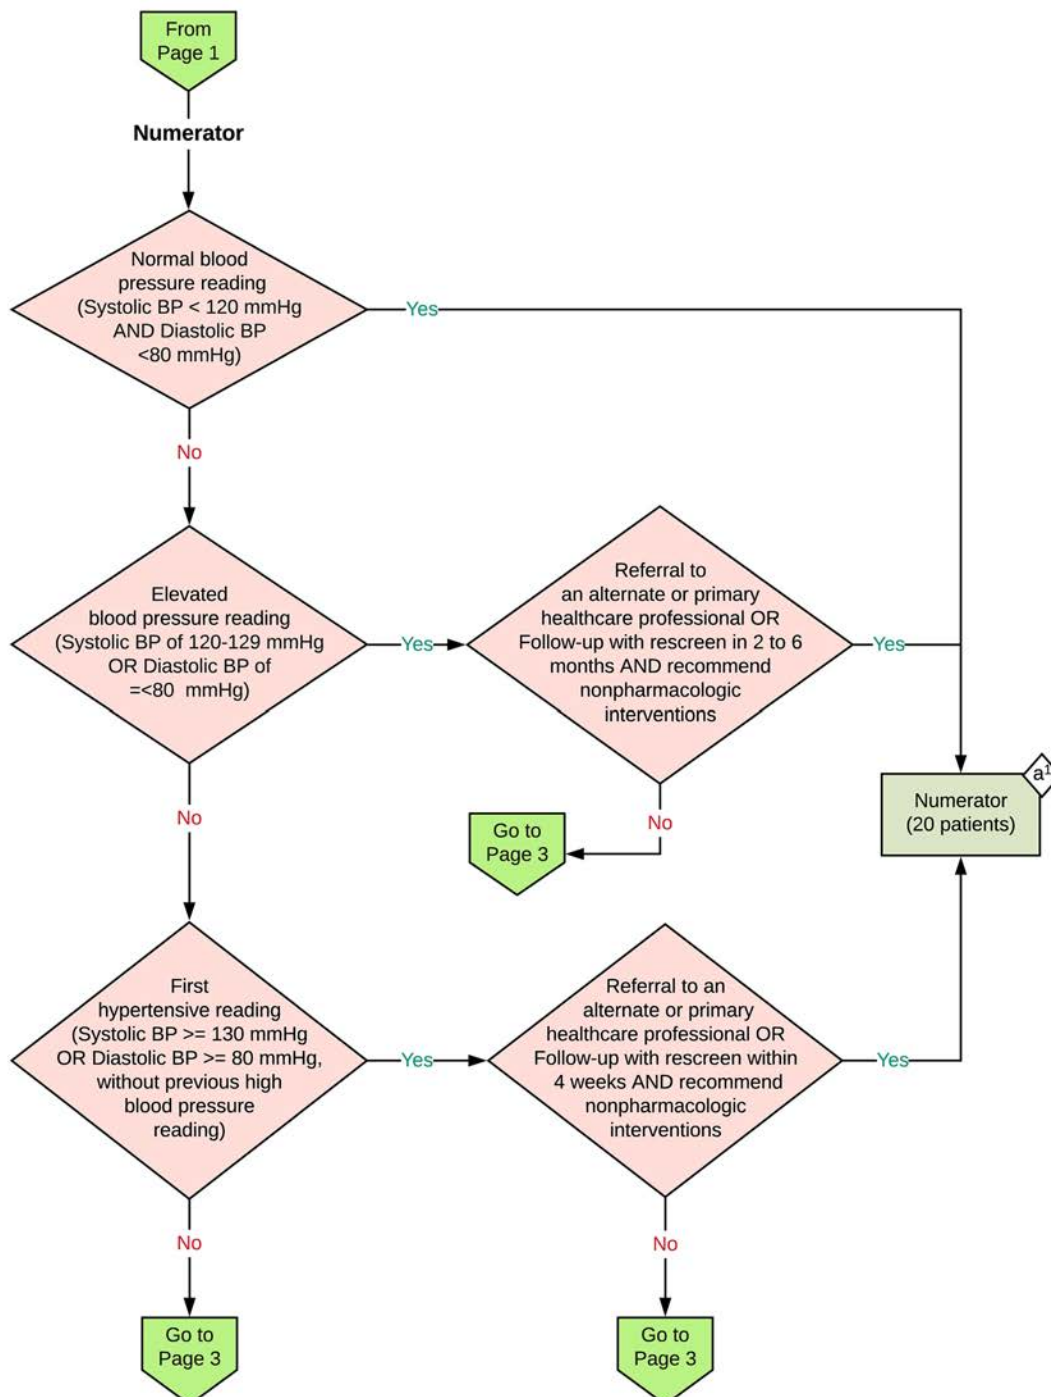 From
Page 1
Numerator
Normal blood
pressure reading
(Systolic BP < 120 mmHg
AND Diastolic BP
<80 mmHg)
Yes
No
Elevated
blood pressure reading
(Systolic BP of 120-129 mmHg
OR Diastolic BP of
=<80 mmHg)
Yes
Referral to
an alternate or primary
healthcare professional OR
Follow-up with rescreen in 2 to 6
months AND recommend
nonpharmacologic
interventions
Yes
No
Go to
Page 3
a¹
Numerator
(20 patients)
No
First
hypertensive reading
(Systolic BP >= 130 mmHg
OR Diastolic BP >= 80 mmHg,
without previous high
blood pressure
reading)
Yes
Referral to an
alternate or primary
healthcare professional OR
Follow-up with rescreen within
4 weeks AND recommend
nonpharmacologic
interventions
Yes
No
Go to
Page 3
No
Go to
Page 3